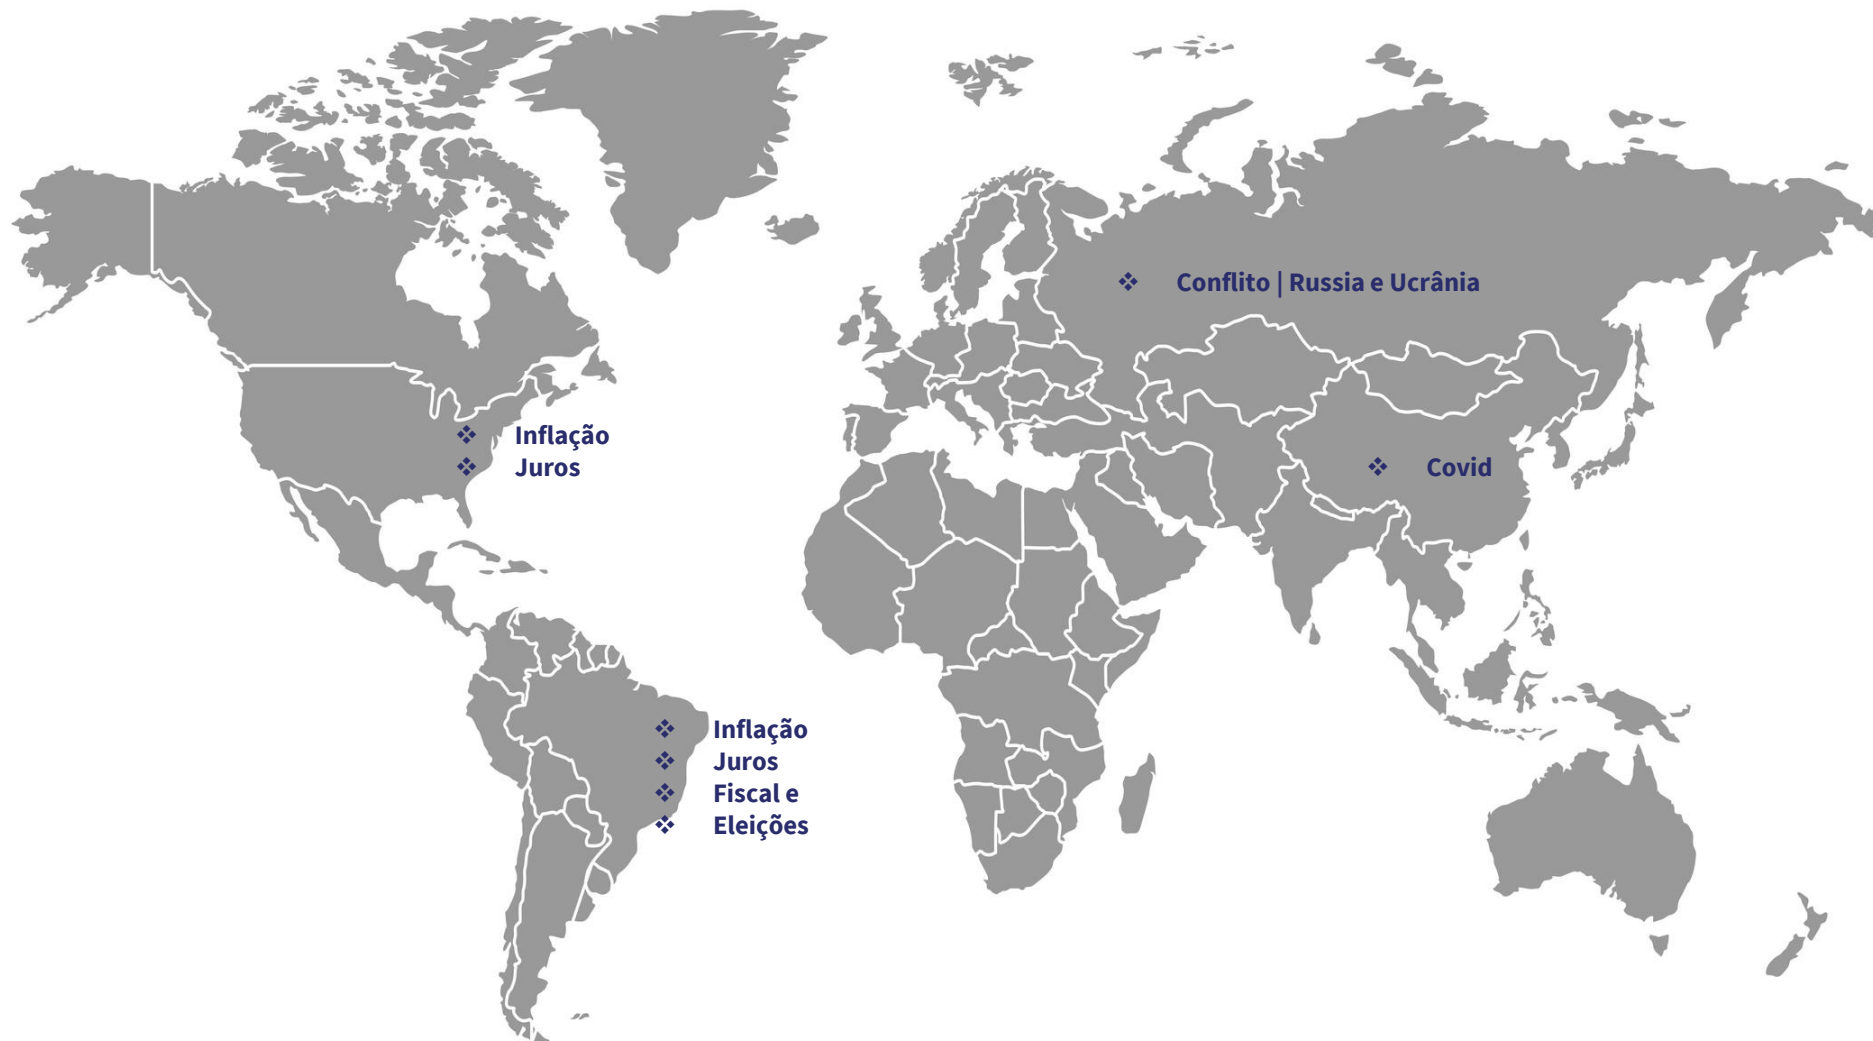 ❖ Conflito | Russia e Ucrânia
❖ Inflação
❖ Juros
❖ Covid
❖ Inflação
❖ Juros
❖ Fiscal e
❖ Eleições